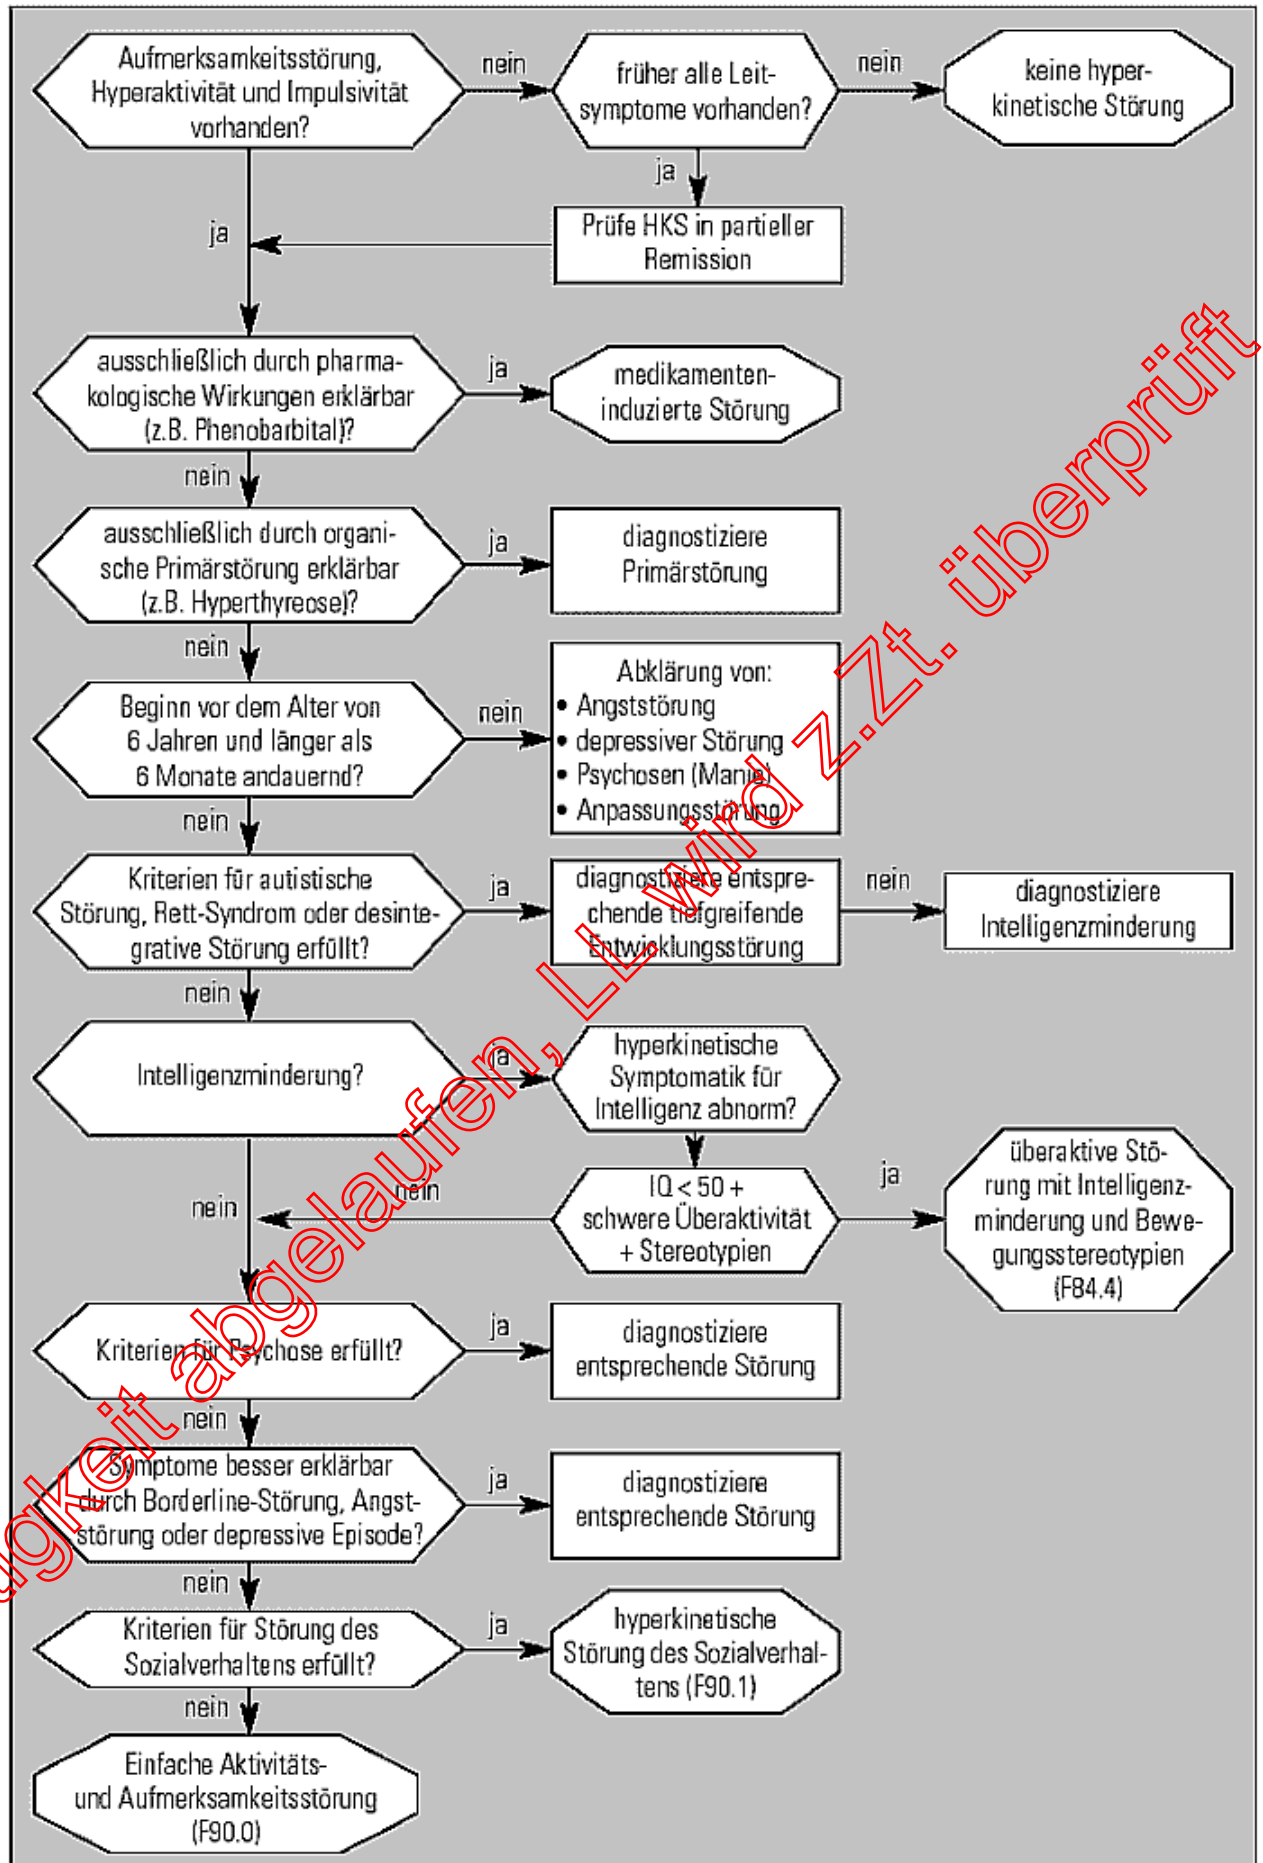 Aufmerksamkeitsstörung,
Hyperaktivität und Impulsivität
vorhanden?
nein
früher alle Leit-
symptome vorhanden?
nein
keine hyper-
kinetische Störung
ja
Prüfe HKS in partieller
Remission
ja
ausschließlich durch pharma-
kologische Wirkungen erklärbar
(z.B. Phenobarbital)?
ja
medikamenten-
induzierte Störung
nein
ausschließlich durch organi-
sche Primärstörung erklärbar
(z.B. Hyperthyreose)?
ja
diagnostiziere
Primärstörung
nein
Beginn vor dem Alter von
6 Jahren und länger als
6 Monate andauernd?
nein
Abklärung von:
• Angststörung
• depressiver Störung
• Psychosen (Manie)
• Anpassungsstörung
nein
Kriterien für autistische
Störung, Rett-Syndrom oder desinte-
grative Störung erfüllt?
ja
diagnostiziere entspre-
chende tiefgreifende
Entwicklungsstörung
nein
diagnostiziere
Intelligenzminderung
nein
Intelligenzminderung?
ja
hyperkinetische
Symptomatik für
Intelligenz abnorm?
nein
nein
IQ < 50 +
schwere Überaktivität
+ Stereotypien
ja
überaktive Stö-
rung mit Intelligenz-
minderung und Bewe-
gungsstereotypien
(F84.4)
Kriterien für Psychose erfüllt?
ja
diagnostiziere
entsprechende Störung
nein
Symptome besser erklärbar
durch Borderline-Störung, Angst-
störung oder depressive Episode?
ja
diagnostiziere
entsprechende Störung
nein
Kriterien für Störung des
Sozialverhaltens erfüllt?
ja
hyperkinetische
Störung des Sozialverhal-
tens (F90.1)
nein
Einfache Aktivitäts-
und Aufmerksamkeitsstörung
(F90.0)
abgelaufen, LL wird z.Zt. überprüft